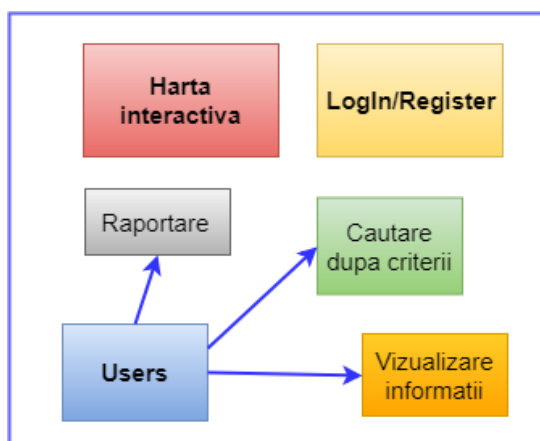 Harta
interactiva
LogIn/Register
Raportare
Cautare
dupa criterii
Users
Vizualizare
informatii